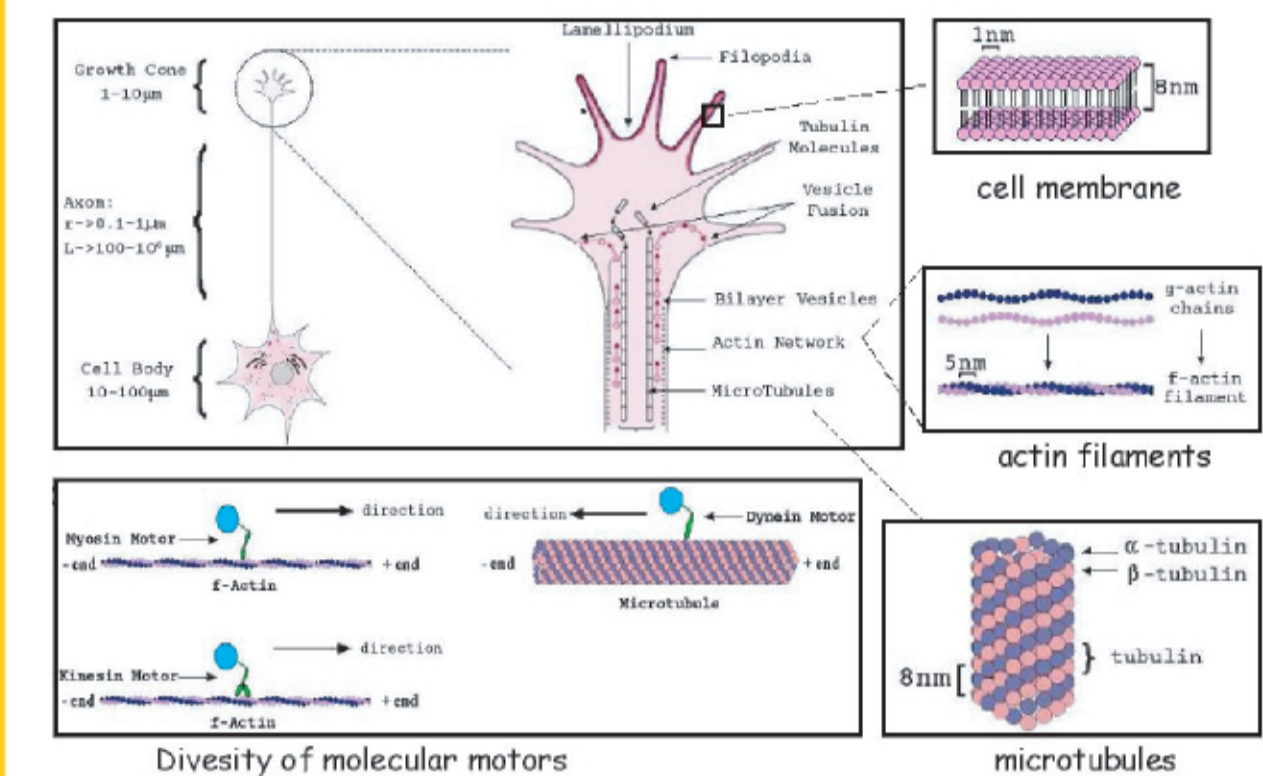 Lamellipodium
Growth Cone
1-10μm
Filopodia
Tubulin
Molecules
Vesicle
Fusion
Axon:
r->0.1-1μm
L->100-10⁶μm
Bilayer Vesicles
Actin Network
MicroTubules
Cell Body
10-100μm
1nm
8nm
cell membrane
g-actin
chains
5nm
f-actin
filament
actin filaments
direction
Myosin Motor
-end
+end
f-Actin
direction
Dynein Motor
-end
+end
Microtubule
direction
Kinesin Motor
-end
+end
f-Actin
Divesity of molecular motors
α-tubulin
β-tubulin
tubulin
8nm
microtubules